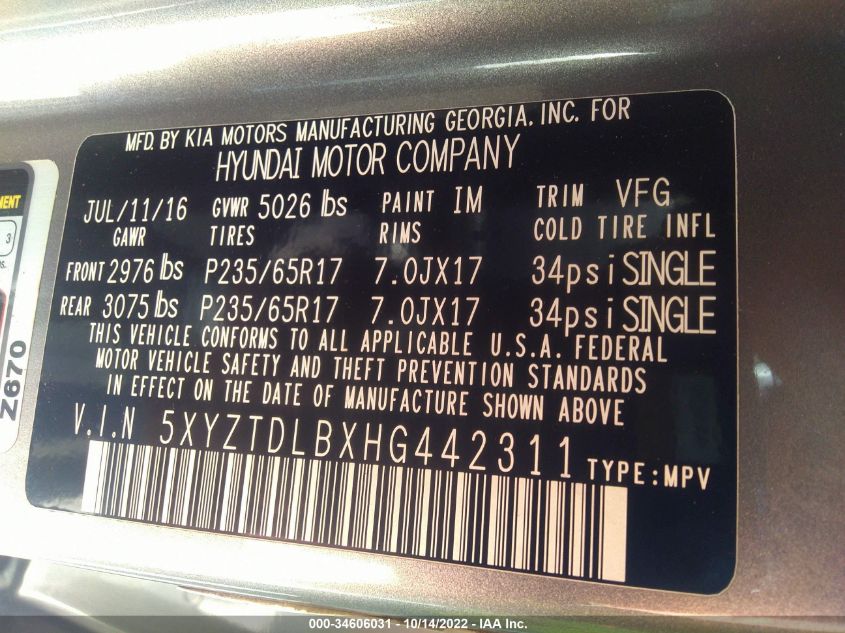 MFD. BY KIA MOTORS MANUFACTURING GEORGIA. INC. FOR
HYUNDAI MOTOR COMPANY
JUL/11/16 GVWR 5026 lbs PAINT IM TRIM VFG
GAWR TIRES RIMS COLD TIRE INFL
FRONT 2976 lbs P235/65R17 7.0JX17 34psi SINGLE
REAR 3075 lbs P235/65R17 7.0JX17 34psi SINGLE
THIS VEHICLE CONFORMS TO ALL APPLICABLE U.S.A. FEDERAL
MOTOR VEHICLE SAFETY AND THEFT PREVENTION STANDARDS
IN EFFECT ON THE DATE OF MANUFACTURE SHOWN ABOVE
V.I.N 5XYZTDLBXHG442311 TYPE:MPV
3
Z670
000-34606031 - 10/14/2022 - IAAI.com